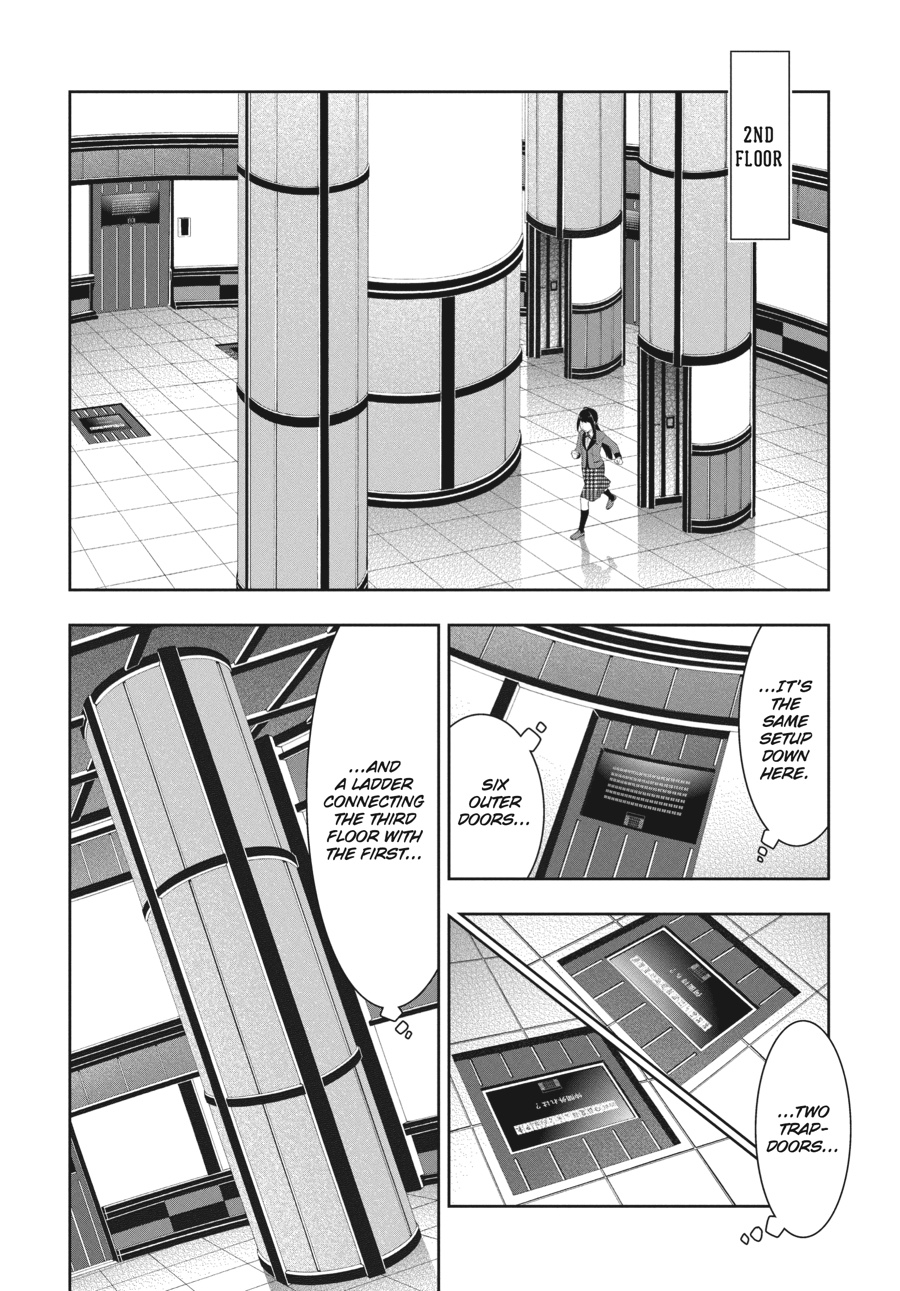 2ND
FLOOR
...IT'S
THE
SAME
SETUP
DOWN
HERE.
SIX
OUTER
DOORS...
...TWO
TRAP-
DOORS...
...AND
A LADDER
CONNECTING
THE THIRD
FLOOR WITH
THE FIRST...